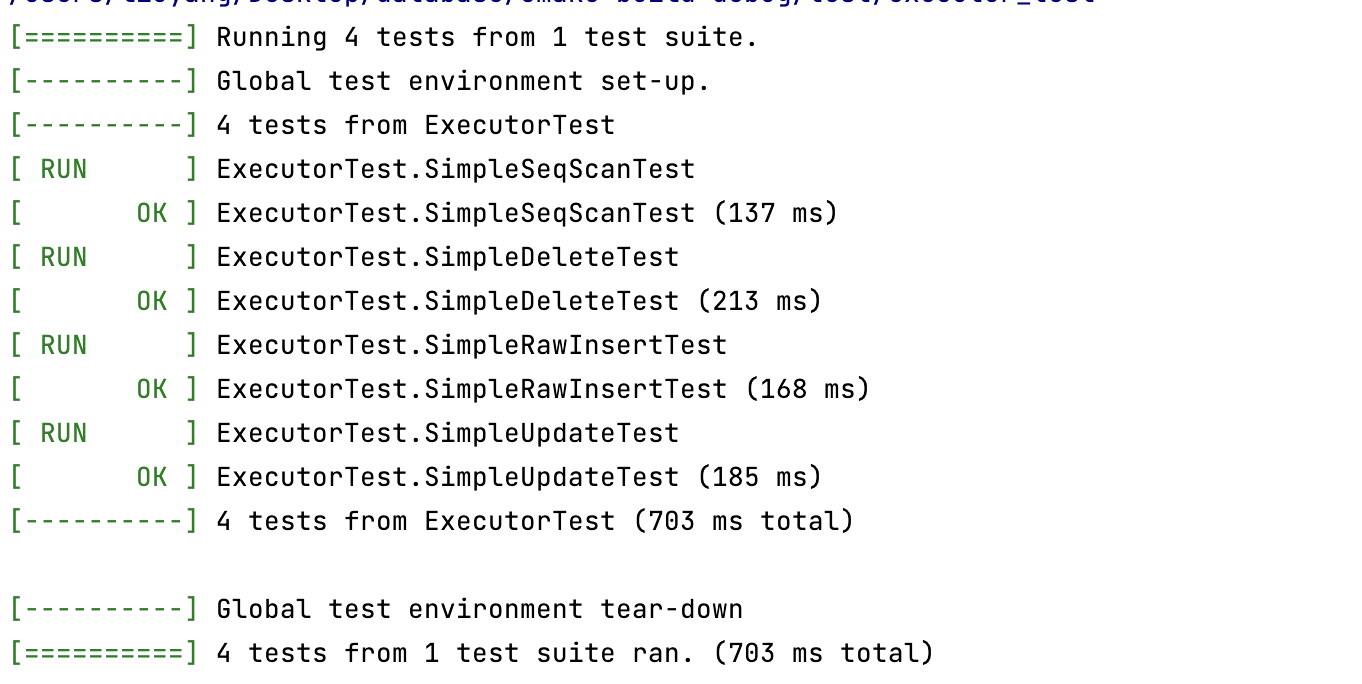 [==========] Running 4 tests from 1 test suite.
[----------] Global test environment set-up.
[----------] 4 tests from ExecutorTest
[ RUN      ] ExecutorTest.SimpleSeqScanTest
[       OK ] ExecutorTest.SimpleSeqScanTest (137 ms)
[ RUN      ] ExecutorTest.SimpleDeleteTest
[       OK ] ExecutorTest.SimpleDeleteTest (213 ms)
[ RUN      ] ExecutorTest.SimpleRawInsertTest
[       OK ] ExecutorTest.SimpleRawInsertTest (168 ms)
[ RUN      ] ExecutorTest.SimpleUpdateTest
[       OK ] ExecutorTest.SimpleUpdateTest (185 ms)
[----------] 4 tests from ExecutorTest (703 ms total)
[----------] Global test environment tear-down
[==========] 4 tests from 1 test suite ran. (703 ms total)